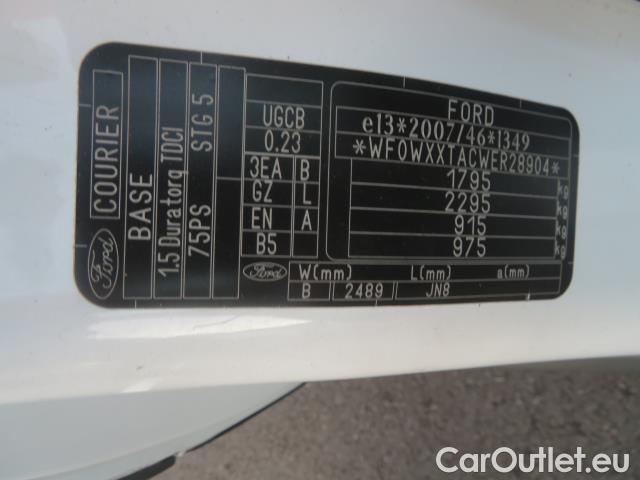 Ford
COURIER
BASE
1.5 Duratorq TDCI
75PS STG 5
UGCB
0.23
3EA B
GZ L
EN A
B5
FORD
e13*2007/46*1349
*WF0WXXTACWER28904*
1795 kg
2295 kg
915 kg
975 kg
Ford W(mm) L(mm) a(mm)
B 2489 JN8
CarOutlet.eu